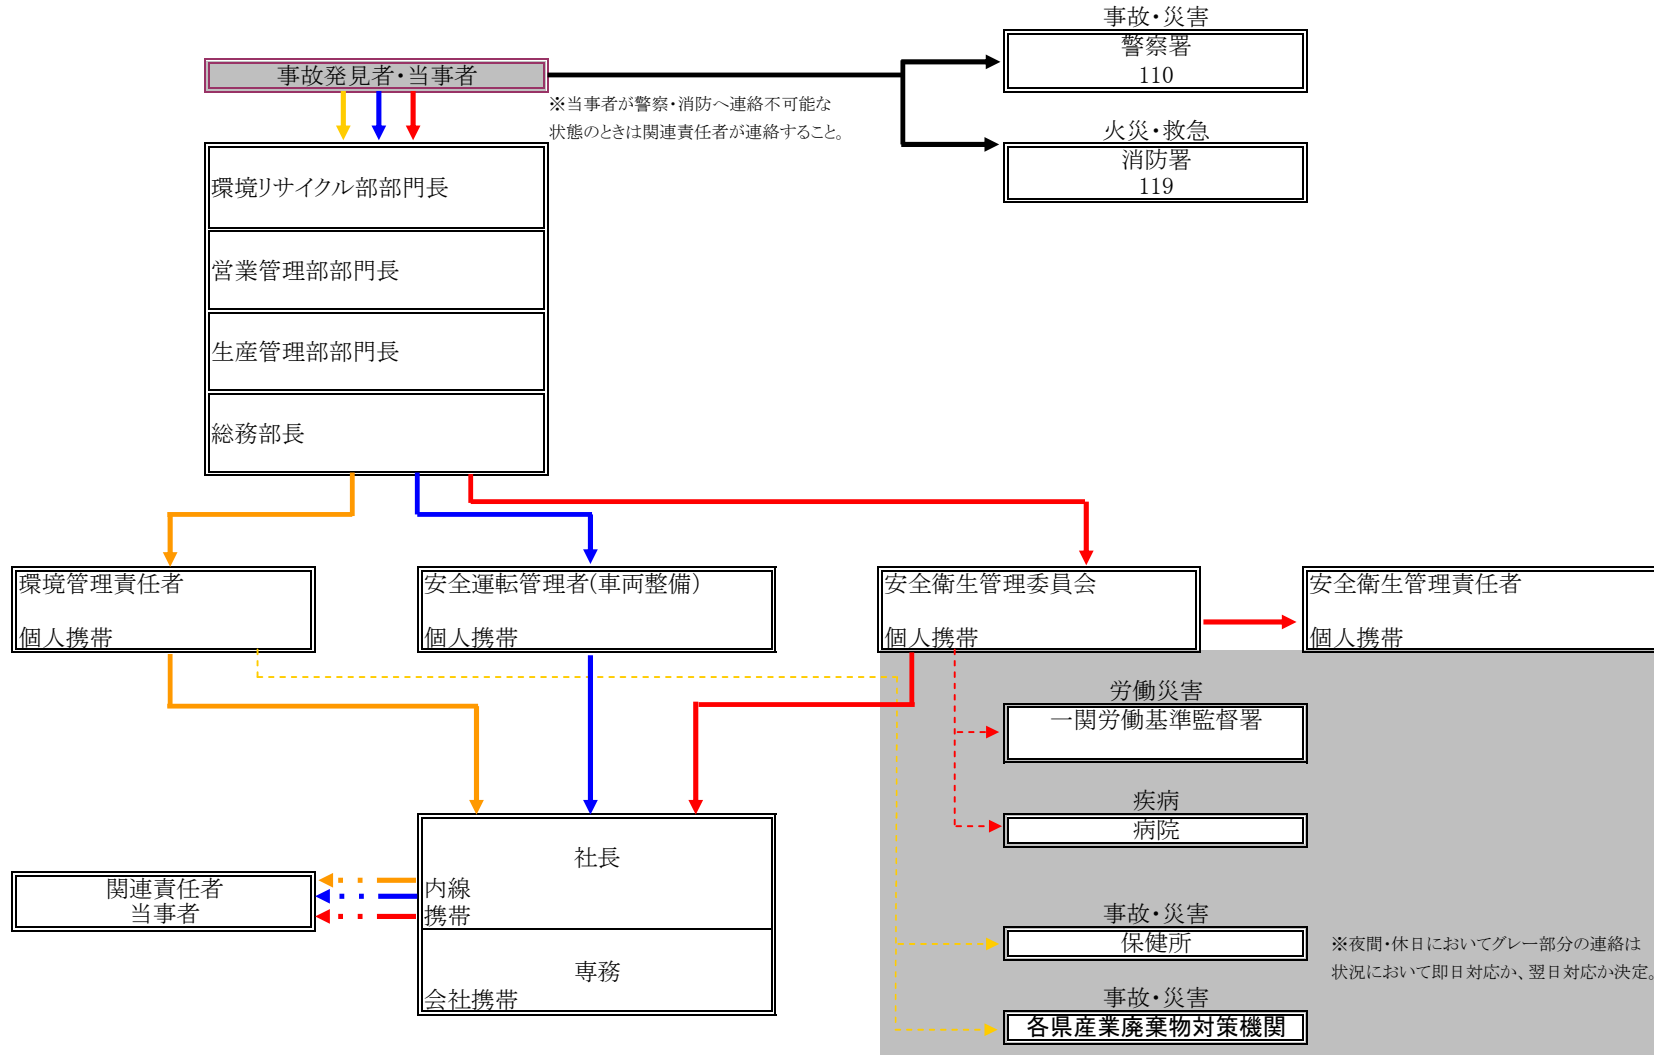 事故・災害
警察署
110
事故発見者・当事者
※当事者が警察・消防へ連絡不可能な
状態のときは関連責任者が連絡すること。
火災・救急
消防署
119
環境リサイクル部部門長
営業管理部部門長
生産管理部部門長
総務部長
環境管理責任者
個人携帯
安全運転管理者(車両整備)
個人携帯
安全衛生管理委員会
個人携帯
安全衛生管理責任者
個人携帯
労働災害
一関労働基準監督署
疾病
病院
社長
内線
携帯
専務
会社携帯
関連責任者
当事者
事故・災害
保健所
※夜間・休日においてグレー部分の連絡は
状況において即日対応か、翌日対応か決定。
事故・災害
各県産業廃棄物対策機関